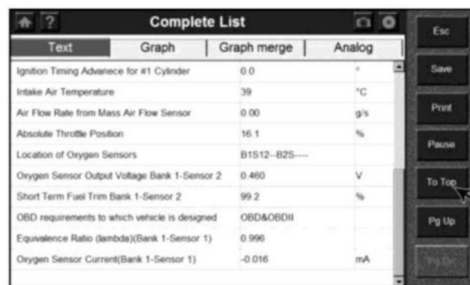 ? Complete List
Text Graph Graph merge Analog
Ignition Timing Advanece for #1 Cylinder 0.0 °
Intake Air Temperature 39 °C
Air Flow Rate from Mass Air Flow Sensor 0.00 g/s
Absolute Throttle Position 16.1 %
Location of Oxygen Sensors B1S12--B2S----
Oxygen Sensor Output Voltage Bank 1-Sensor 2 0.460 V
Short Term Fuel Trim Bank 1-Sensor 2 99.2 %
OBD requirements to which vehicle is designed OBD&OBDII
Equivalence Ratio (lambda)(Bank 1-Sensor 1) 0.996
Oxygen Sensor Current(Bank 1-Sensor 1) -0.016 mA
Esc
Save
Print
Pause
To Top
Pg Up
Pg Dn